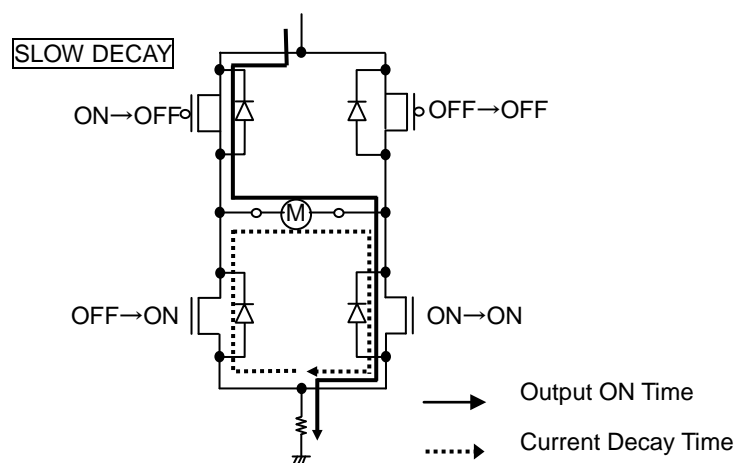 SLOW DECAY
ON→OFF
OFF→OFF
M
OFF→ON
ON→ON
Output ON Time
Current Decay Time